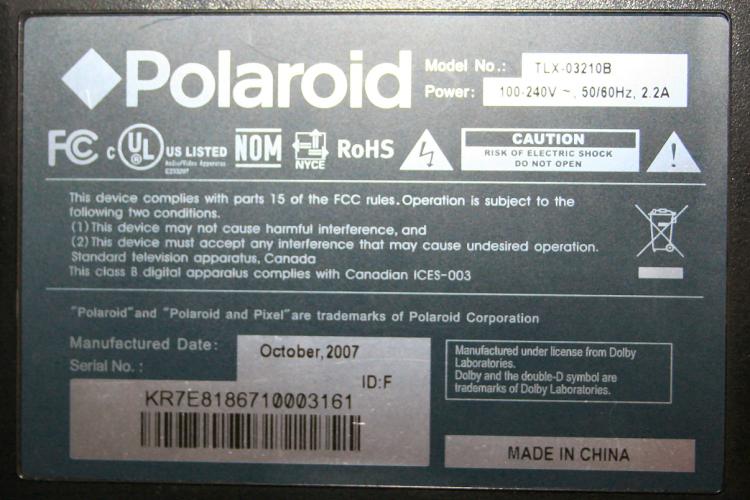 Polaroid
Model No.: TLX-03210B
Power: 100-240V ~, 50/60Hz, 2.2A
FC c UL US LISTED NOM NYCE RoHS CAUTION
Audio/Video Apparatus
RISK OF ELECTRIC SHOCK
DO NOT OPEN
This device complies with parts 15 of the FCC rules. Operation is subject to the
following two conditions.
(1) This device may not cause harmful interference, and
(2) This device must accept any interference that may cause undesired operation.
Standard television apparatus, Canada
This class B digital apparalus complies with Canadian ICES-003
"Polaroid" and "Polaroid and Pixel" are trademarks of Polaroid Corporation
Manufactured Date: October,2007
Serial No. :
ID:F
KR7E8186710003161
Manufactured under license from Dolby
Laboratories.
Dolby and the double-D symbol are
trademarks of Dolby Laboratories.
MADE IN CHINA